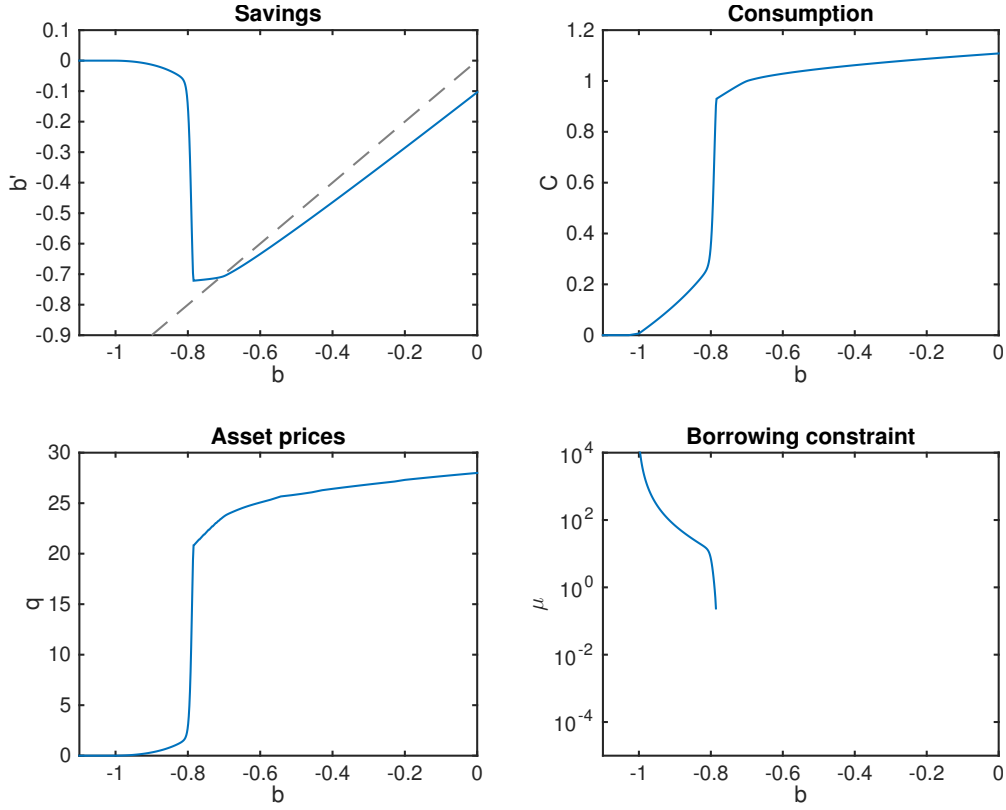 Savings
0.1
0
-0.1
-0.2
-0.3
-0.4
-0.5
-0.6
-0.7
-0.8
-0.9
b'
-1 -0.8 -0.6 -0.4 -0.2 0
b
Consumption
1.2
1
0.8
0.6
0.4
0.2
0
C
-1 -0.8 -0.6 -0.4 -0.2 0
b
Asset prices
30
25
20
15
10
5
0
q
-1 -0.8 -0.6 -0.4 -0.2 0
b
Borrowing constraint
10^4
10^2
10^0
10^-2
10^-4
μ
-1 -0.8 -0.6 -0.4 -0.2 0
b